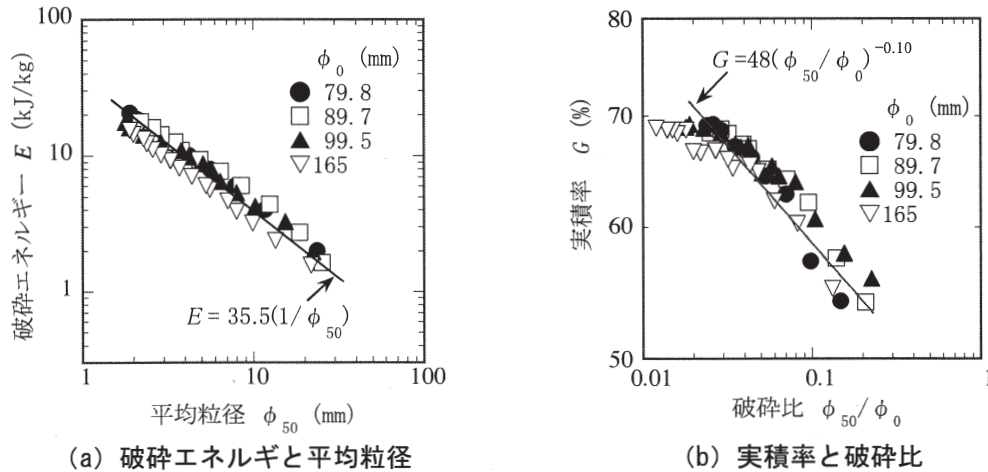 100
10
1
破砕エネルギー E (kJ/kg)
φ0 (mm)
79.8
89.7
99.5
165
E = 35.5(1/φ50)
1 10 100
平均粒径 φ50 (mm)
(a) 破砕エネルギと平均粒径
80
70
60
50
実積率 G (%)
G=48(φ50/φ0)−0.10
φ0 (mm)
79.8
89.7
99.5
165
0.01 0.1 1
破砕比 φ50/φ0
(b) 実積率と破砕比